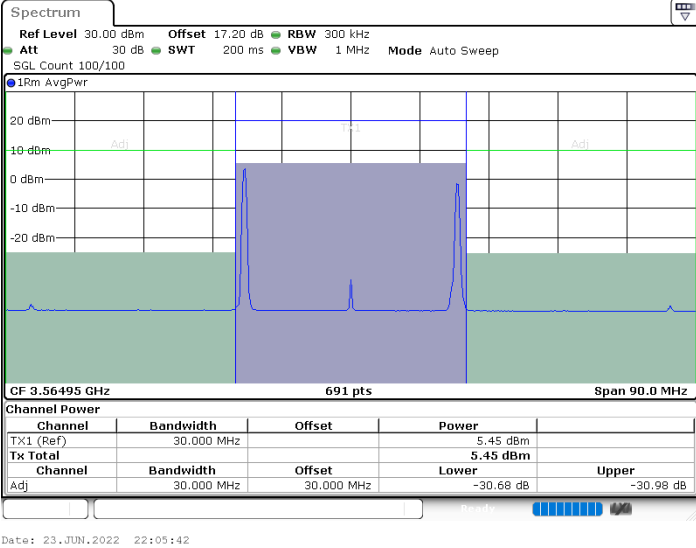 Spectrum
Ref Level 30.00 dBm Offset 17.20 dB RBW 300 kHz
Att 30 dB SWT 200 ms VBW 1 MHz Mode Auto Sweep
SGL Count 100/100
1Rm AvgPwr
20 dBm
TX1
Adj
Adj
10 dBm
0 dBm
-10 dBm
-20 dBm
CF 3.56495 GHz 691 pts Span 90.0 MHz
Channel Power
Channel Bandwidth Offset Power
TX1 (Ref) 30.000 MHz 5.45 dBm
Tx Total 5.45 dBm
Channel Bandwidth Offset Lower Upper
Adj 30.000 MHz 30.000 MHz -30.68 dB -30.98 dB
Ready
Date: 23.JUN.2022 22:05:42